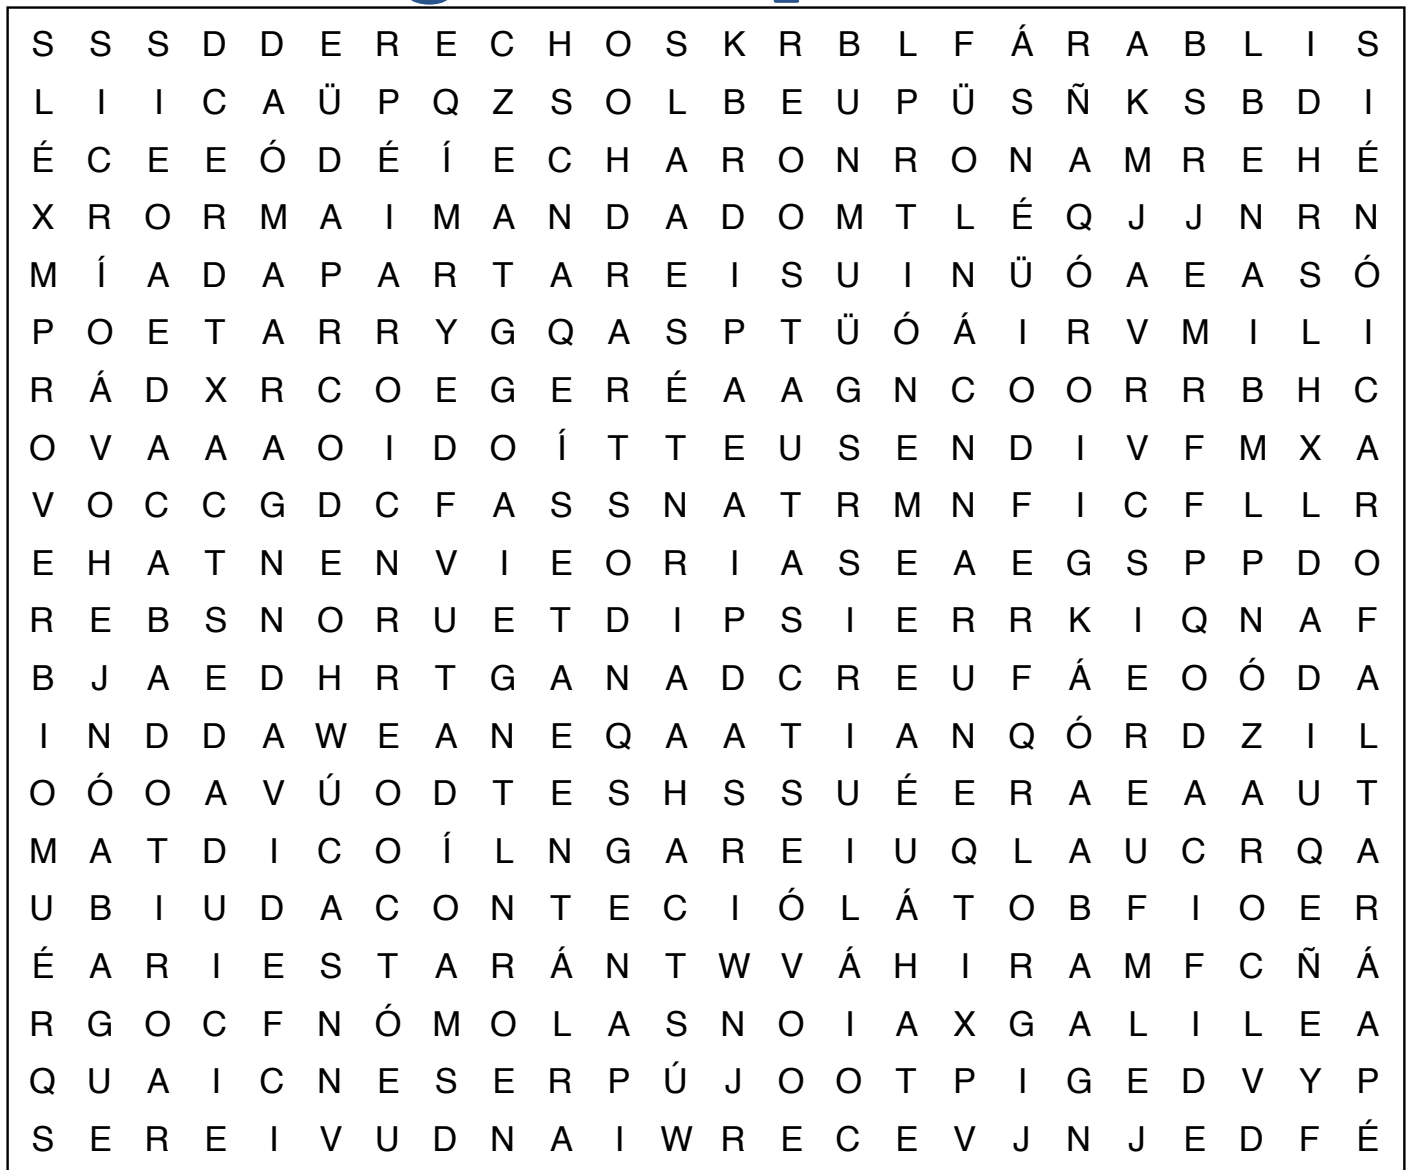 S S S D D E R E C H O S K R B L F Á R A B L I S
L I I C A Ü P Q Z S O L B E U P Ü S Ñ K S B D I
É C E E Ó D É Í E C H A R O N R O N A M R E H É
X R O R M A I M A N D A D O M T L É Q J J N R N
M Í A D A P A R T A R E I S U I N Ü Ó A E A S Ó
P O E T A R R Y G Q A S P T Ü Ó Á I R V M I L I
R Á D X R C O E G E R É A A G N C O O R R B H C
O V A A A O I D O Í T T E U S E N D I V F M X A
V O C C G D C F A S S N A T R M N F I C F L L R
E H A T N E N V I E O R I A S E A E G S P P D O
R E B S N O R U E T D I P S I E R R K I Q N A F
B J A E D H R T G A N A D C R E U F Á E O Ó D A
I N D D A W E A N E Q A A T I A N Q Ó R D Z I L
O Ó O A V Ú O D T E S H S S U É E R A E A A U T
M A T D I C O Í L N G A R E I U Q L A U C R Q A
U B I U D A C O N T E C I Ó L Á T O B F I O E R
É A R I E S T A R Á N T W V Á H I R A M F C Ñ Á
R G O C F N Ó M O L A S N O I A X G A L I L E A
Q U A I C N E S E R P Ú J O O T P I G E D V Y P
S E R E I V U D N A I W R E C E V J N J E D F É